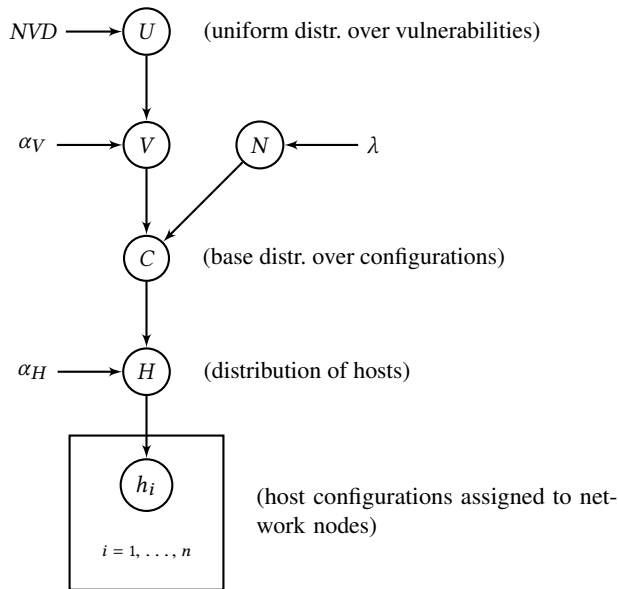 NVD U (uniform distr. over vulnerabilities)
α_V V N λ
C (base distr. over configurations)
α_H H (distribution of hosts)
h_i
(host configurations assigned to net-
work nodes)
i = 1, . . . , n